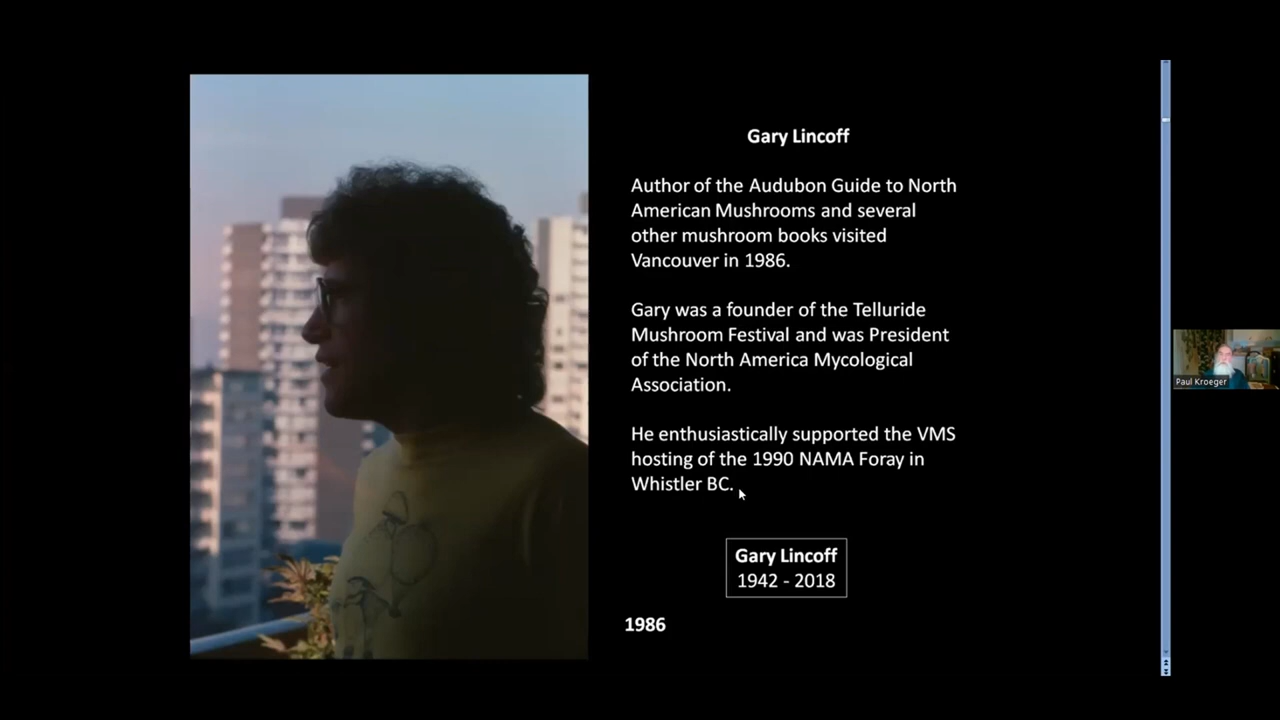 Gary Lincoff
Author of the Audubon Guide to North
American Mushrooms and several
other mushroom books visited
Vancouver in 1986.
Gary was a founder of the Telluride
Mushroom Festival and was President
of the North America Mycological
Association.
He enthusiastically supported the VMS
hosting of the 1990 NAMA Foray in
Whistler BC.
Gary Lincoff
1942 - 2018
1986
Paul Kroeger